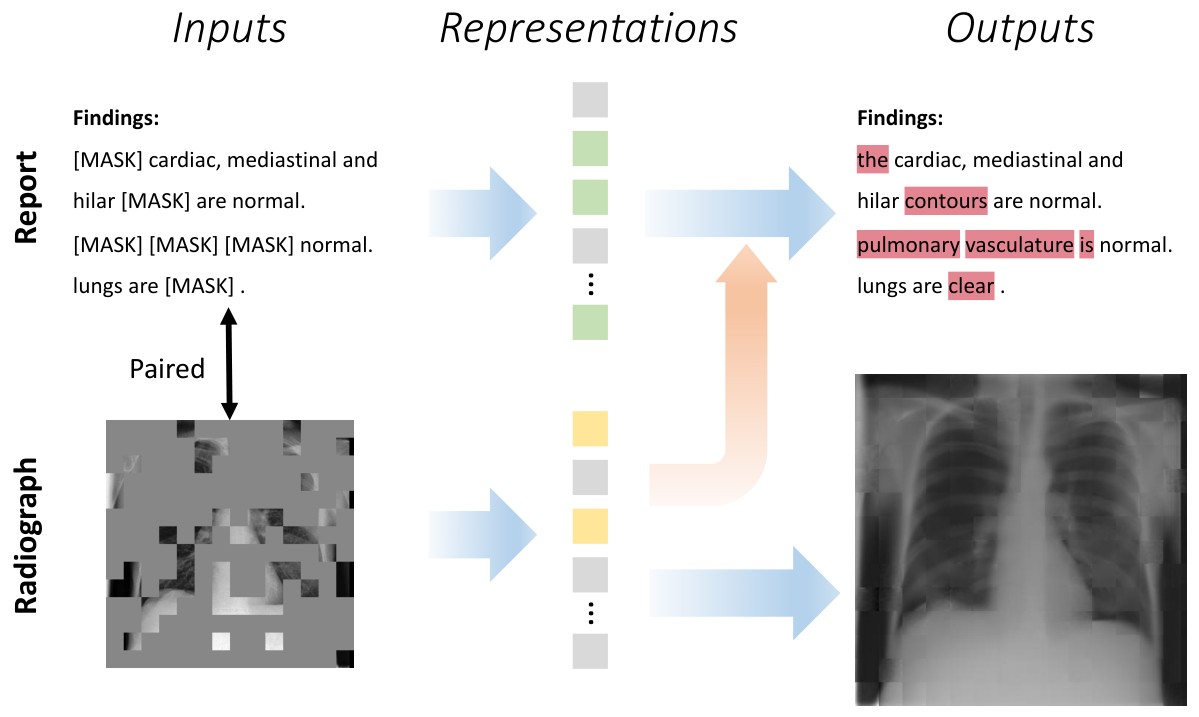 Inputs
Representations
Outputs
Report
Findings:
[MASK] cardiac, mediastinal and
hilar [MASK] are normal.
[MASK] [MASK] [MASK] normal.
lungs are [MASK] .
Findings:
the cardiac, mediastinal and
hilar contours are normal.
pulmonary vasculature is normal.
lungs are clear .
Paired
Radiograph